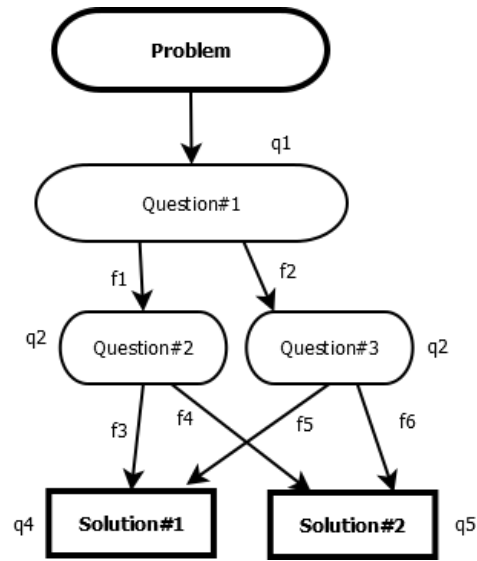 Problem
q1
Question#1
f1
f2
q2
Question#2
Question#3
q2
f3
f4
f5
f6
q4
Solution#1
Solution#2
q5